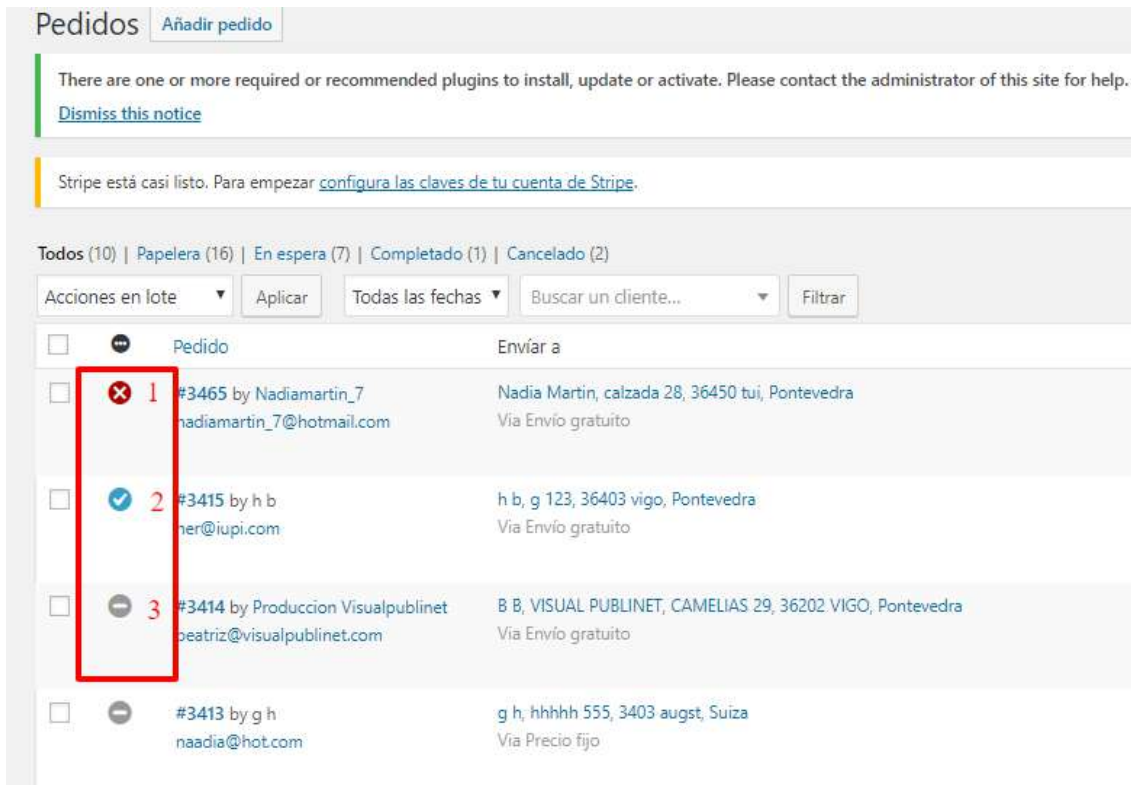 Pedidos Añadir pedido
There are one or more required or recommended plugins to install, update or activate. Please contact the administrator of this site for help.
Dismiss this notice
Stripe está casi listo. Para empezar configura las claves de tu cuenta de Stripe.
Todos (10) | Papelera (16) | En espera (7) | Completado (1) | Cancelado (2)
Acciones en lote Aplicar Todas las fechas Buscar un cliente... Filtrar
Pedido Envíar a
1 #3465 by Nadiamartin_7 Nadia Martin, calzada 28, 36450 tui, Pontevedra
nadiamartin_7@hotmail.com Via Envío gratuito
2 #3415 by h b h b, g 123, 36403 vigo, Pontevedra
her@iupi.com Via Envío gratuito
3 #3414 by Produccion Visualpublinet B B, VISUAL PUBLINET, CAMELIAS 29, 36202 VIGO, Pontevedra
beatriz@visualpublinet.com Via Envío gratuito
#3413 by g h g h, hhhhh 555, 3403 augst, Suiza
naadia@hot.com Via Precio fijo